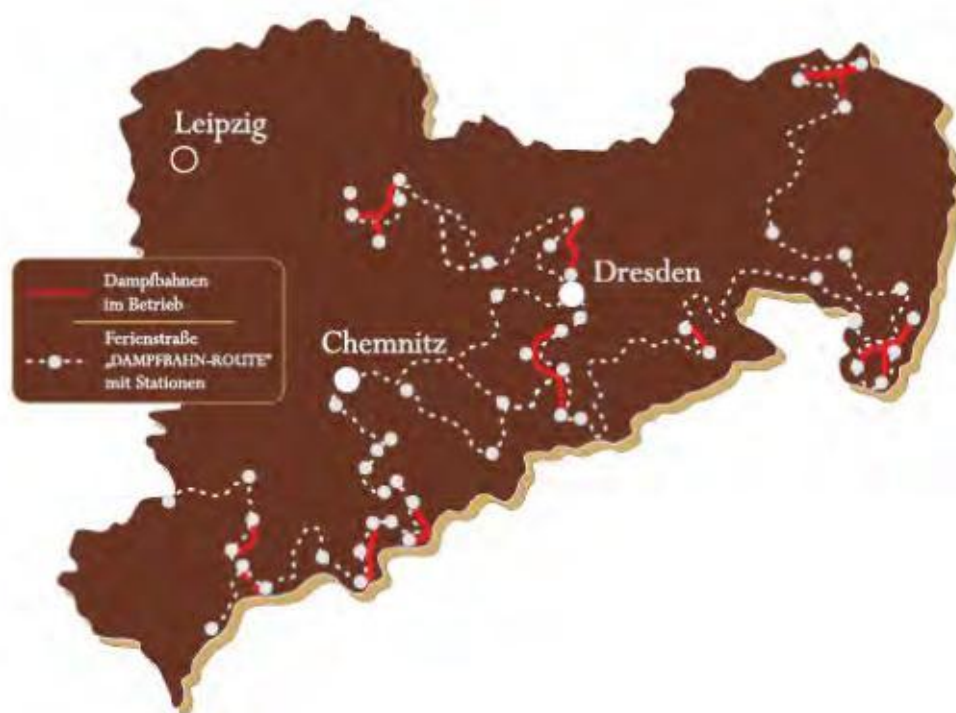 Leipzig
Dresden
Dampfbahnen
im Betrieb
Ferienstraße
„DAMPFBAHN-ROUTE“
mit Stationen
Chemnitz